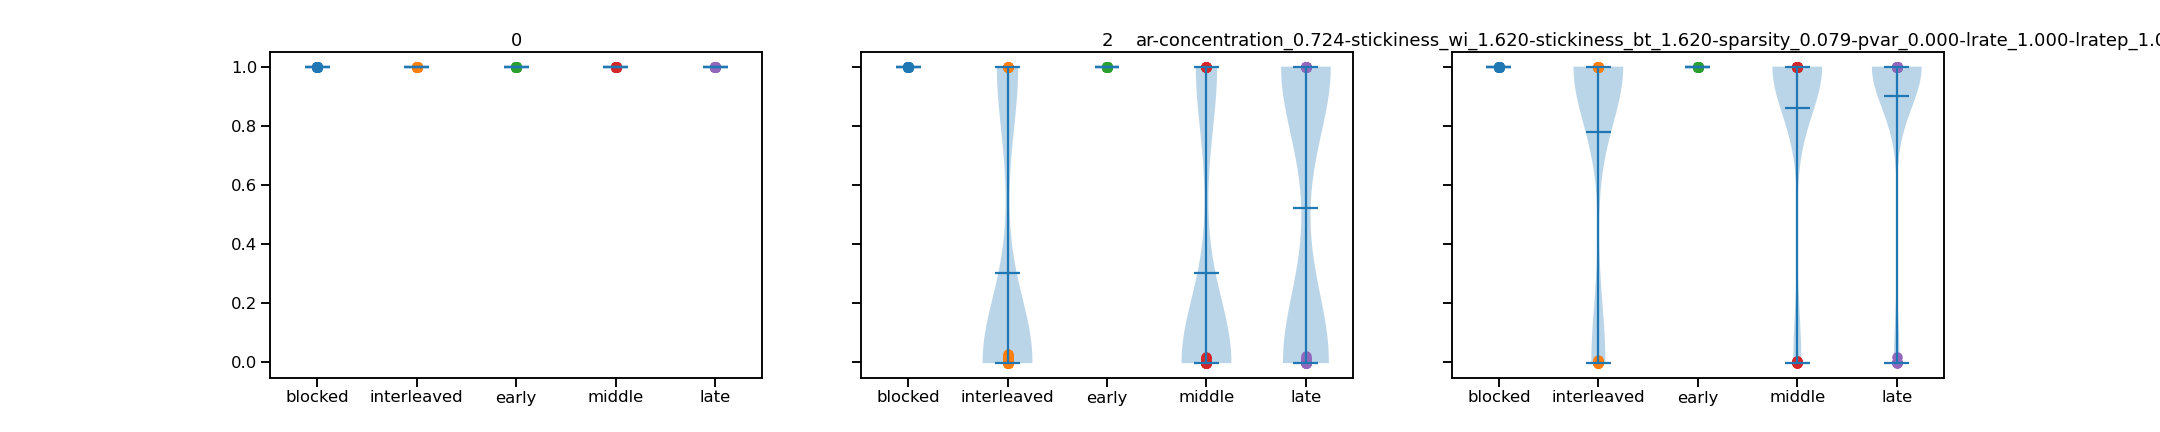 0
2
ar-concentration_0.724-stickiness_wi_1.620-stickiness_bt_1.620-sparsity_0.079-pvar_0.000-lrate_1.000-lratep_1.0
1.0
0.8
0.6
0.4
0.2
0.0
blocked interleaved early middle late
blocked interleaved early middle late
blocked interleaved early middle late